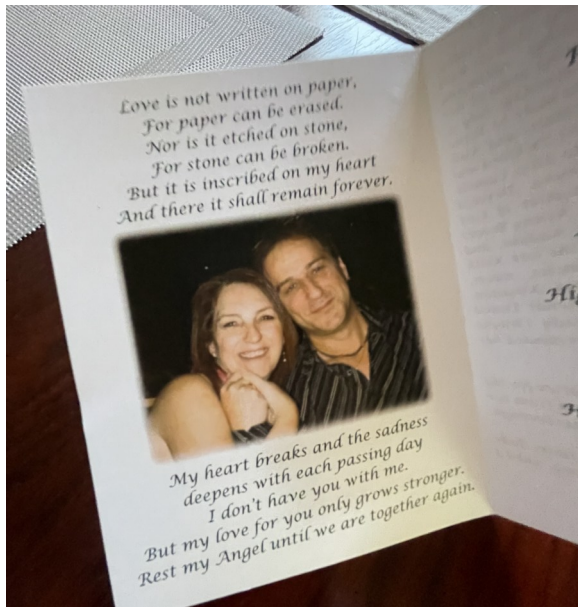 Love is not written on paper,
For paper can be erased.
Nor is it etched on stone,
For stone can be broken.
But it is inscribed on my heart
And there it shall remain forever.
My heart breaks and the sadness
deepens with each passing day
I don't have you with me.
But my love for you only grows stronger.
Rest my Angel until we are together again.